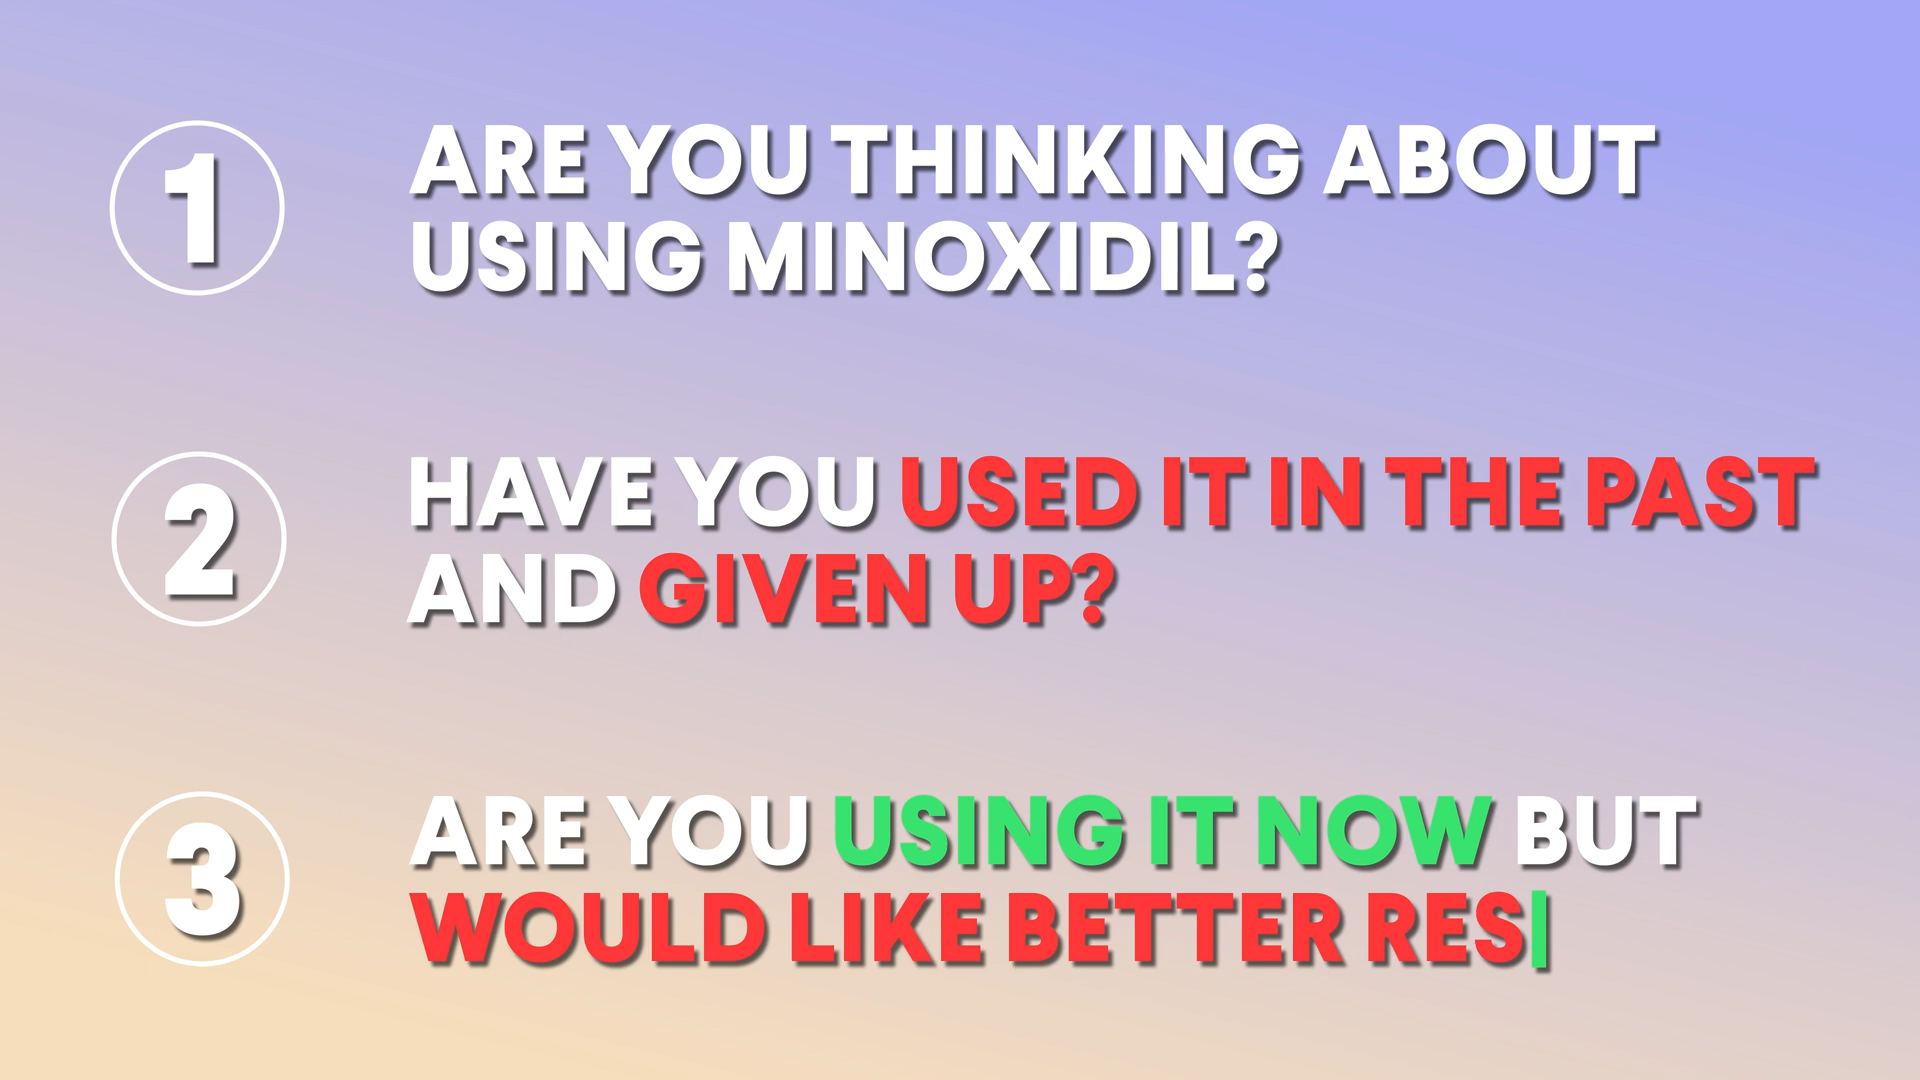 1
ARE YOU THINKING ABOUT
USING MINOXIDIL?
2
HAVE YOU USED IT IN THE PAST
AND GIVEN UP?
3
ARE YOU USING IT NOW BUT
WOULD LIKE BETTER RES|